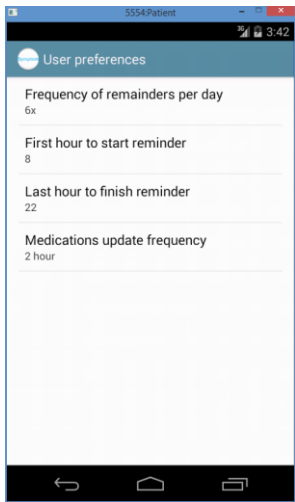 5554:Patient
3G 3:42
User preferences
Frequency of remainders per day
6x
First hour to start reminder
8
Last hour to finish reminder
22
Medications update frequency
2 hour